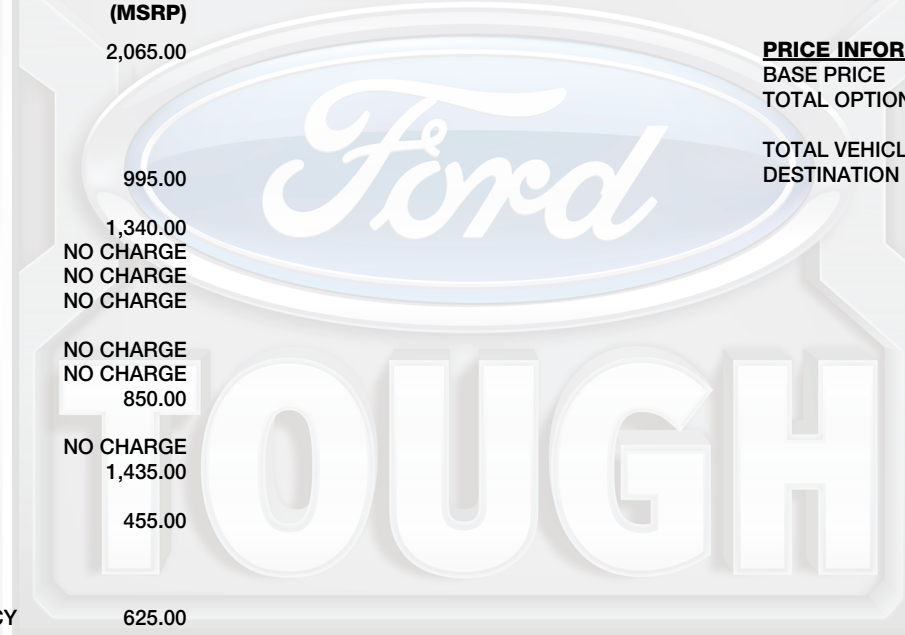 (MSRP)
2,065.00
995.00
1,340.00
NO CHARGE
NO CHARGE
NO CHARGE
NO CHARGE
NO CHARGE
850.00
NO CHARGE
1,435.00
455.00
CY 625.00
PRICE INFOR
BASE PRICE
TOTAL OPTION
TOTAL VEHICL
DESTINATION
Ford
TOUGH